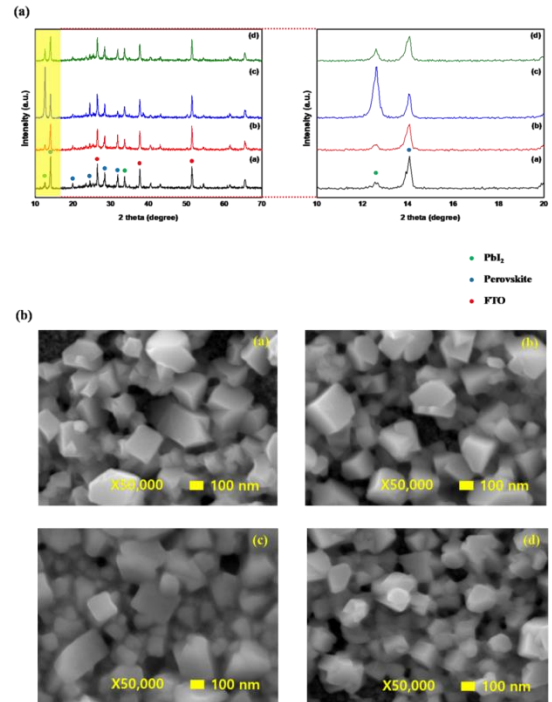 (a)
(d)
(c)
(b)
(a)
Intensity (a.u.)
10 20 30 40 50 60 70
2 theta (degree)
(d)
(c)
(b)
(a)
Intensity (a.u.)
10 12 14 16 18 20
2 theta (degree)
PbI₂
Perovskite
FTO
(b)
(a)
X50,000 100 nm
(b)
X50,000 100 nm
(c)
X50,000 100 nm
(d)
X50,000 100 nm